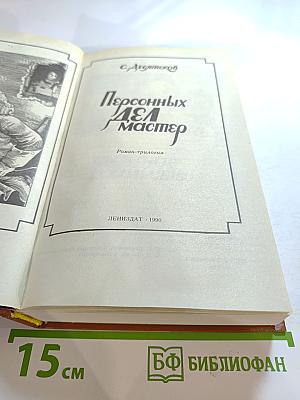 С. Десятсков
Персонных
дел
мастер
Роман-трилогия
ЛЕНИЗДАТ · 1990
15 см
БФ БИБЛИОФАН